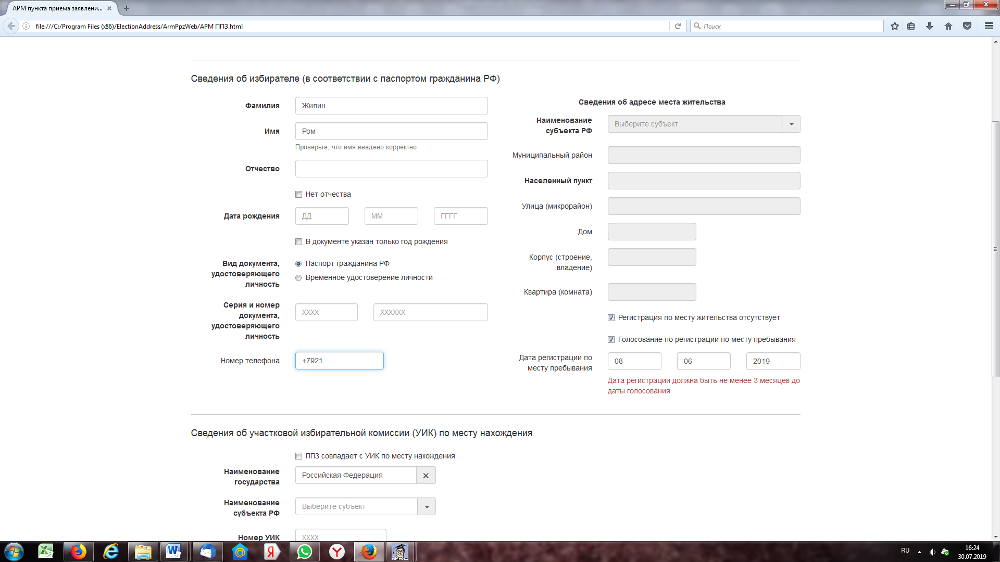 АРМ пункта приема заявлени...
file:///C:/Program Files (x86)/ElectionAddress/ArmPpzWeb/АРМ ППЗ.html
Поиск
Сведения об избирателе (в соответствии с паспортом гражданина РФ)
Фамилия
Жилин
Имя
Ром
Проверьте, что имя введено корректно
Отчество
Нет отчества
Дата рождения
ДД
ММ
ГГГГ
В документе указан только год рождения
Вид документа,
удостоверяющего
личность
Паспорт гражданина РФ
Временное удостоверение личности
Серия и номер
документа,
удостоверяющего
личность
XXXX
XXXXXX
Номер телефона
+7921
Сведения об адресе места жительства
Наименование
субъекта РФ
Выберите субъект
Муниципальный район
Населенный пункт
Улица (микрорайон)
Дом
Корпус (строение,
владение)
Квартира (комната)
Регистрация по месту жительства отсутствует
Голосование по регистрации по месту пребывания
Дата регистрации по
месту пребывания
08
06
2019
Дата регистрации должна быть не менее 3 месяцев до
даты голосования
Сведения об участковой избирательной комиссии (УИК) по месту нахождения
ППЗ совпадает с УИК по месту нахождения
Наименование
государства
Российская Федерация
Наименование
субъекта РФ
Выберите субъект
Номер УИК
XXXX
RU
16:24
30.07.2019